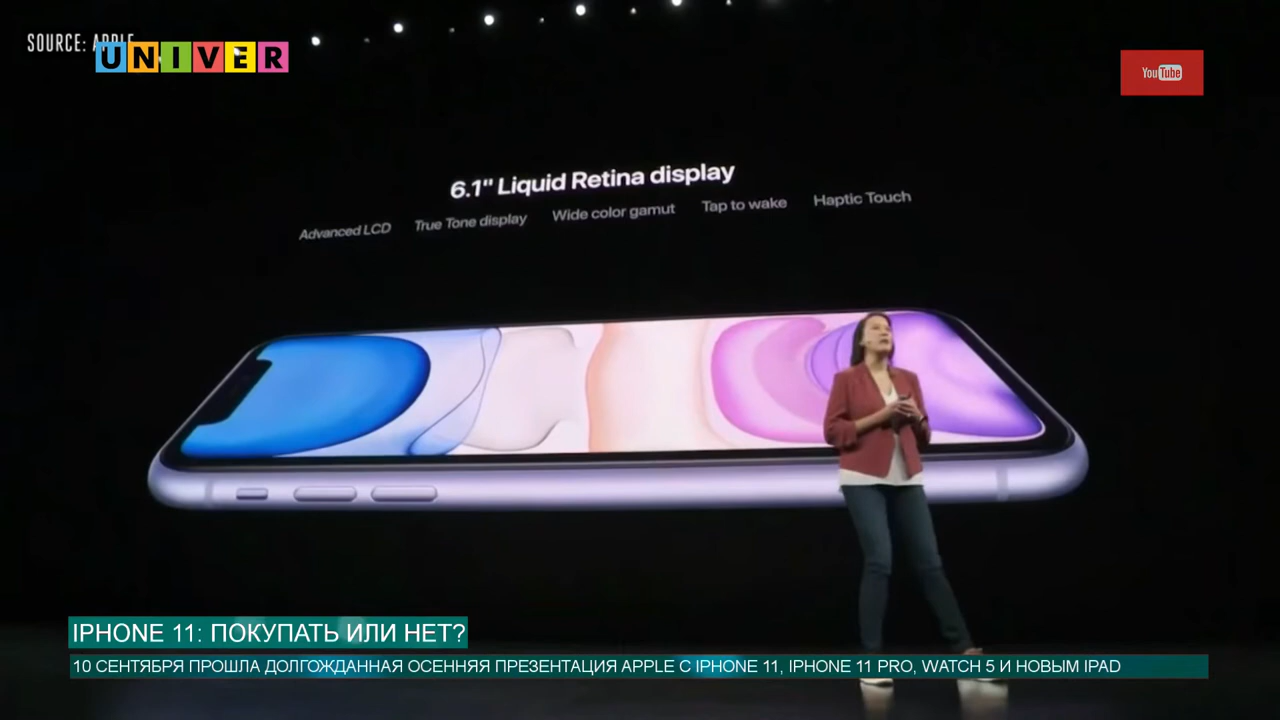 SOURCE: APPLE
UNIVER
YouTube
6.1" Liquid Retina display
Advanced LCD True Tone display Wide color gamut Tap to wake Haptic Touch
IPHONE 11: ПОКУПАТЬ ИЛИ НЕТ?
10 СЕНТЯБРЯ ПРОШЛА ДОЛГОЖДАННАЯ ОСЕННЯЯ ПРЕЗЕНТАЦИЯ APPLE С IPHONE 11, IPHONE 11 PRO, WATCH 5 И НОВЫМ IPAD